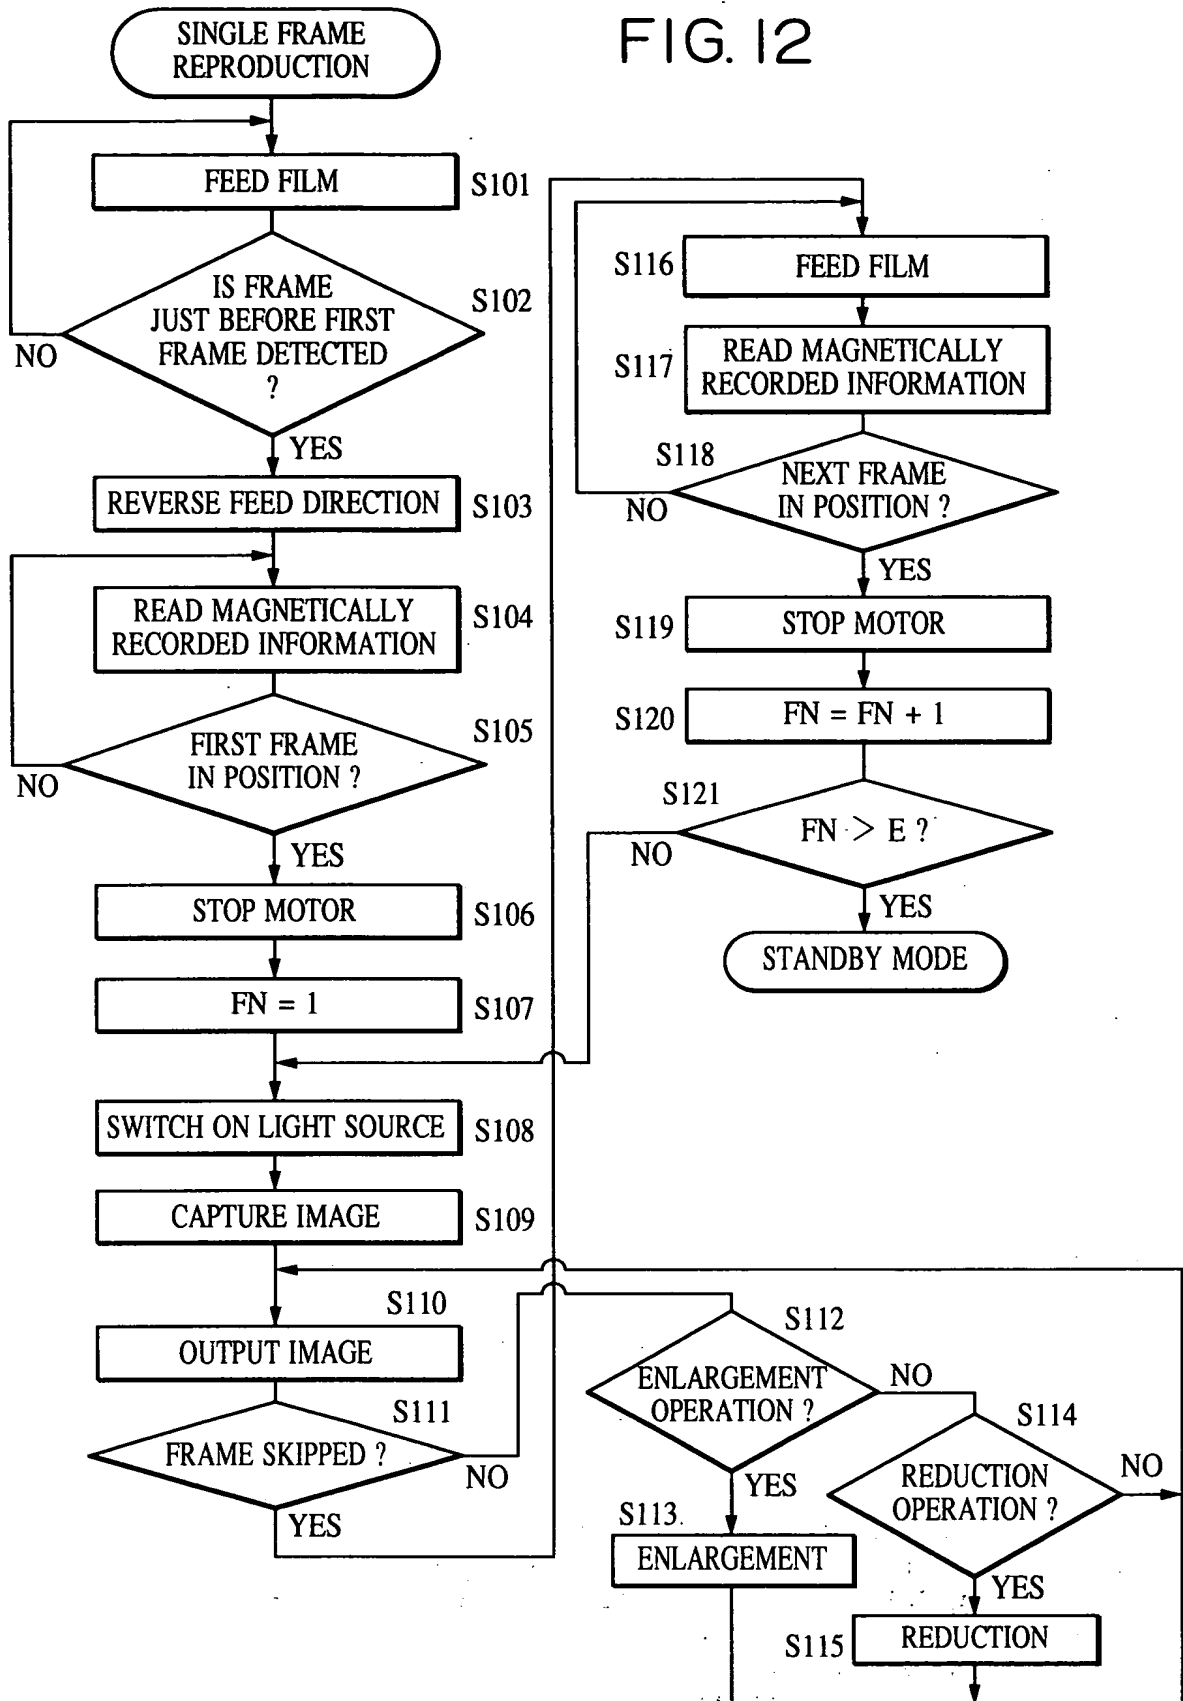 FIG. 12
SINGLE FRAME
REPRODUCTION
FEED FILM
S101
IS FRAME
JUST BEFORE FIRST
FRAME DETECTED
?
S102
NO
YES
REVERSE FEED DIRECTION
S103
READ MAGNETICALLY
RECORDED INFORMATION
S104
FIRST FRAME
IN POSITION ?
S105
NO
YES
STOP MOTOR
S106
FN = 1
S107
SWITCH ON LIGHT SOURCE
S108
CAPTURE IMAGE
S109
S110
OUTPUT IMAGE
S111
FRAME SKIPPED ?
NO
YES
S112
ENLARGEMENT
OPERATION ?
NO
YES
S113
ENLARGEMENT
S114
REDUCTION
OPERATION ?
NO
YES
S115
REDUCTION
S116
FEED FILM
S117
READ MAGNETICALLY
RECORDED INFORMATION
S118
NEXT FRAME
IN POSITION ?
NO
YES
S119
STOP MOTOR
S120
FN = FN + 1
S121
FN > E ?
NO
YES
STANDBY MODE